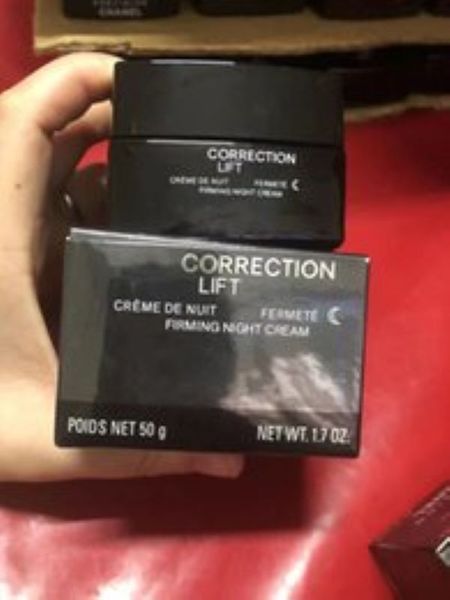 CHANEL
CORRECTION
LIFT
CRÈME DE NUIT FERMETÉ
FIRMING NIGHT CREAM
CORRECTION
LIFT
CRÈME DE NUIT FERMETÉ
FIRMING NIGHT CREAM
POIDS NET 50 g NET WT. 1.7 OZ.